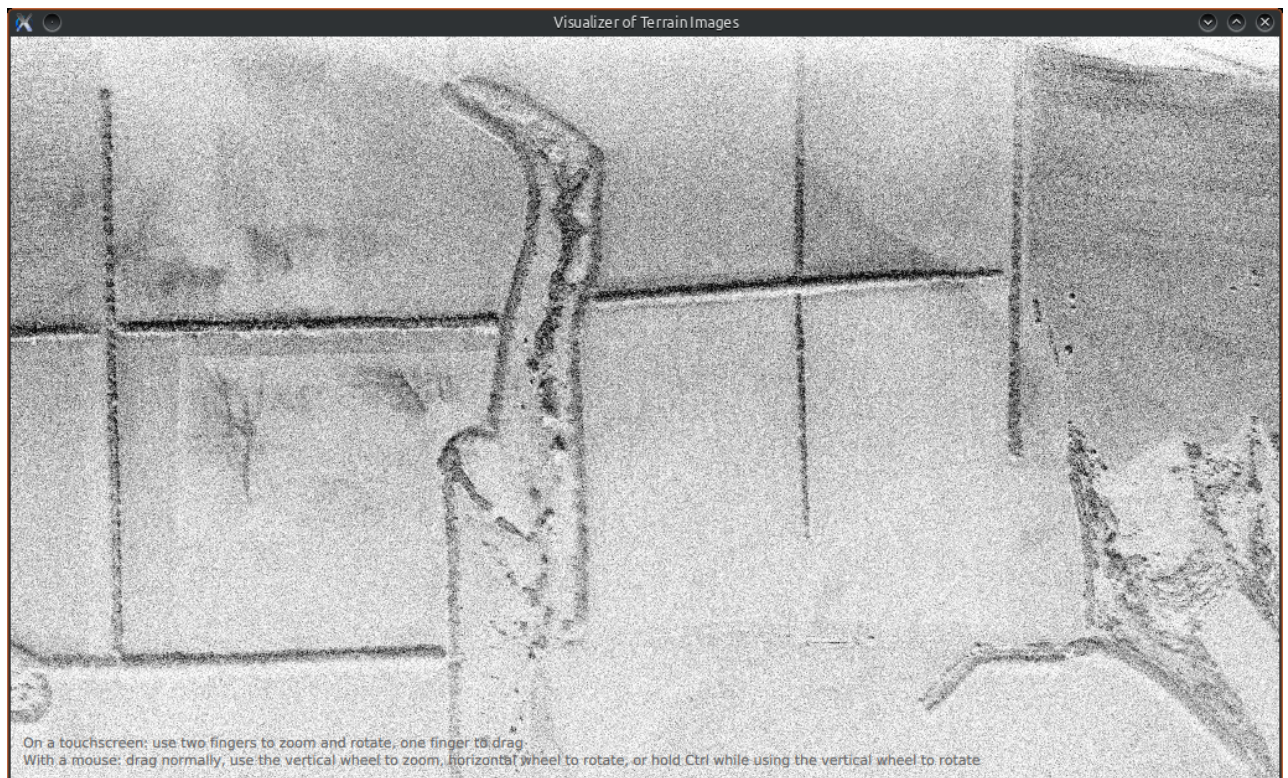 Visualizer of Terrain Images
On a touchscreen: use two fingers to zoom and rotate, one finger to drag
With a mouse: drag normally, use the vertical wheel to zoom, horizontal wheel to rotate, or hold Ctrl while using the vertical wheel to rotate